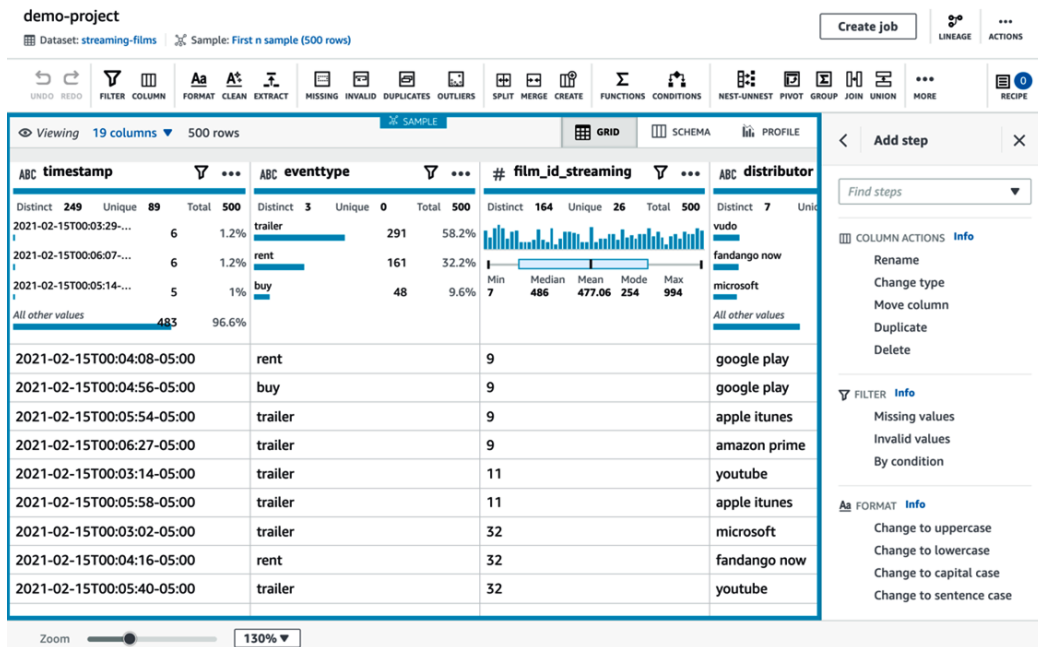 demo-project
Dataset: streaming-films Sample: First n sample (500 rows)
Create job
LINEAGE
ACTIONS
UNDO REDO FILTER COLUMN FORMAT CLEAN EXTRACT MISSING INVALID DUPLICATES OUTLIERS SPLIT MERGE CREATE FUNCTIONS CONDITIONS NEST-UNNEST PIVOT GROUP JOIN UNION MORE RECIPE 0
Viewing 19 columns 500 rows
SAMPLE
GRID SCHEMA PROFILE
ABC timestamp
Distinct 249 Unique 89 Total 500
2021-02-15T00:03:29-... 6 1.2%
2021-02-15T00:06:07-... 6 1.2%
2021-02-15T00:05:14-... 5 1%
All other values 483 96.6%
ABC eventtype
Distinct 3 Unique 0 Total 500
trailer 291 58.2%
rent 161 32.2%
buy 48 9.6%
# film_id_streaming
Distinct 164 Unique 26 Total 500
Min Median Mean Mode Max
7 486 477.06 254 994
ABC distributor
Distinct 7 Unic
vudo
fandango now
microsoft
All other values
2021-02-15T00:04:08-05:00 rent 9 google play
2021-02-15T00:04:56-05:00 buy 9 google play
2021-02-15T00:05:54-05:00 trailer 9 apple itunes
2021-02-15T00:06:27-05:00 trailer 9 amazon prime
2021-02-15T00:03:14-05:00 trailer 11 youtube
2021-02-15T00:05:58-05:00 trailer 11 apple itunes
2021-02-15T00:03:02-05:00 trailer 32 microsoft
2021-02-15T00:04:16-05:00 rent 32 fandango now
2021-02-15T00:05:40-05:00 trailer 32 youtube
Zoom 130%
Add step
Find steps
COLUMN ACTIONS Info
Rename
Change type
Move column
Duplicate
Delete
FILTER Info
Missing values
Invalid values
By condition
Aa FORMAT Info
Change to uppercase
Change to lowercase
Change to capital case
Change to sentence case